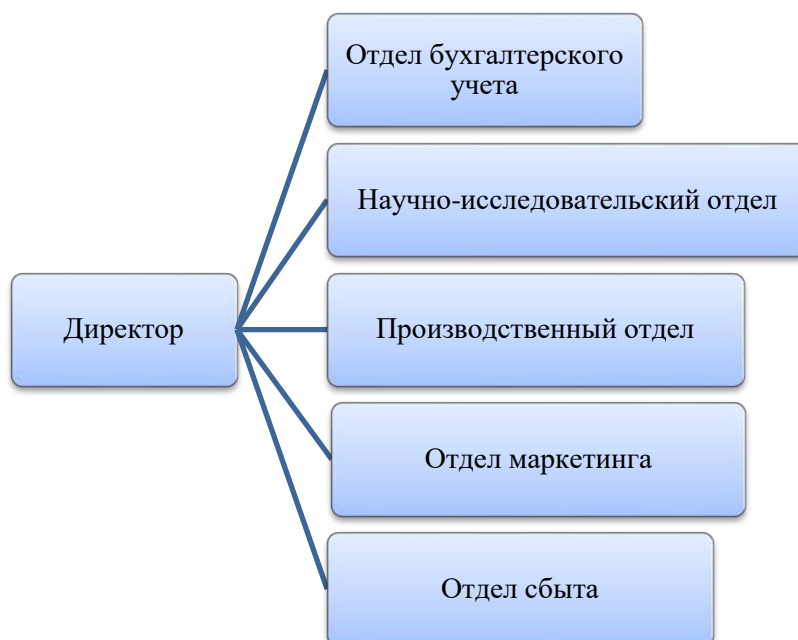 Отдел бухгалтерского
учета
Научно-исследовательский отдел
Директор
Производственный отдел
Отдел маркетинга
Отдел сбыта